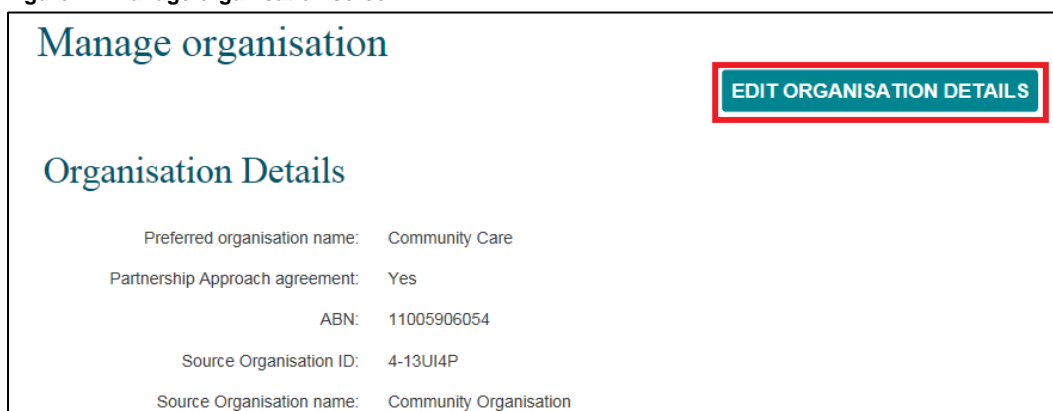 Manage organisation
EDIT ORGANISATION DETAILS
Organisation Details
Preferred organisation name: Community Care
Partnership Approach agreement: Yes
ABN: 11005906054
Source Organisation ID: 4-13UI4P
Source Organisation name: Community Organisation